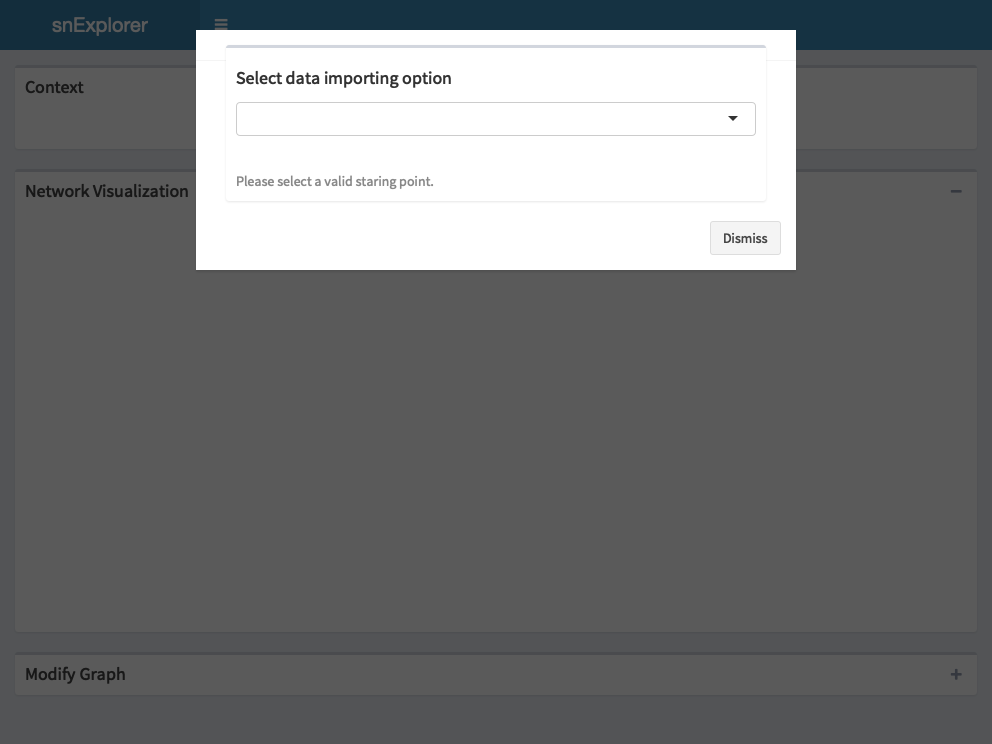 snExplorer
Select data importing option
Context
Please select a valid staring point.
Network Visualization
Dismiss
Modify Graph